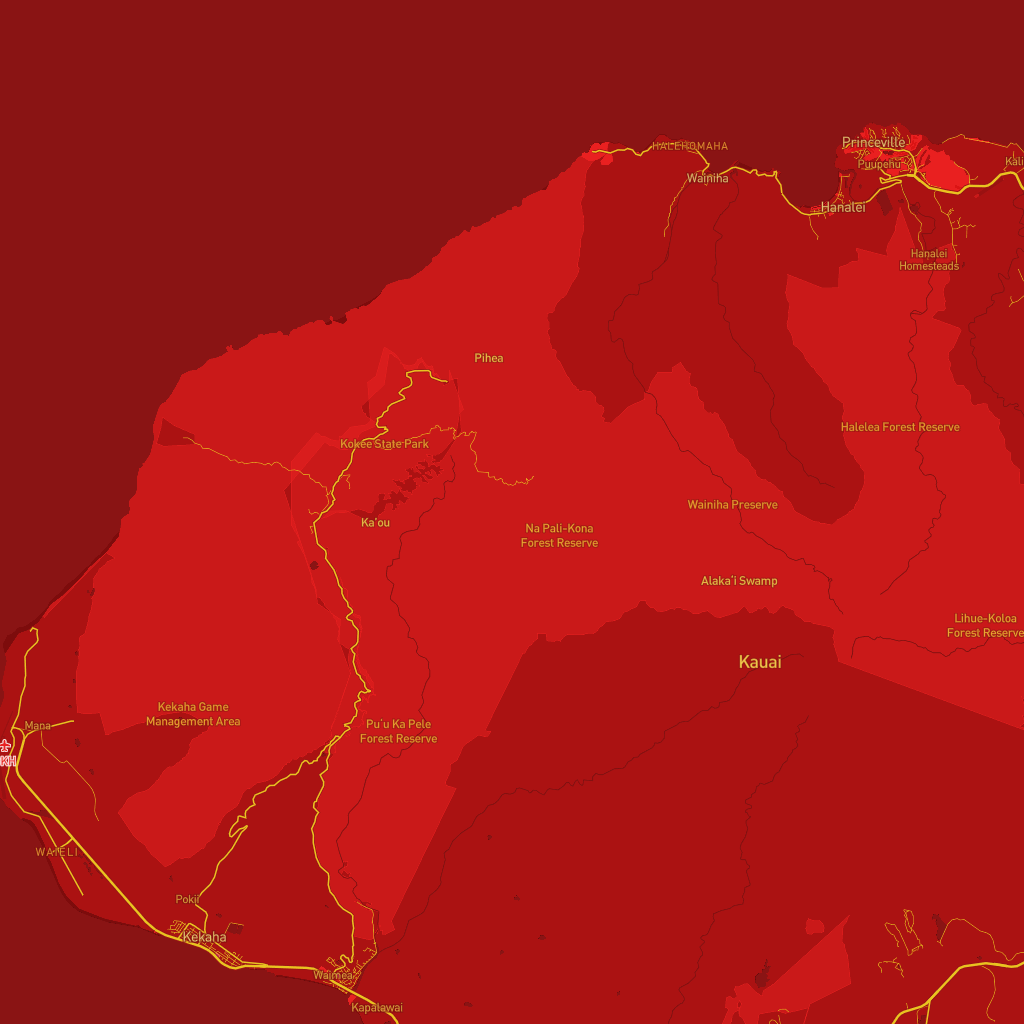 HALEHOMAHA
Princeville
Puupehu
Kali
Wainiha
Hanalei
Hanalei
Homesteads
Pihea
Kokee State Park
Halelea Forest Reserve
Wainiha Preserve
Ka'ou
Na Pali-Kona
Forest Reserve
Alaka'i Swamp
Lihue-Koloa
Forest Reserve
Kauai
Kekaha Game
Management Area
Mana
Pu'u Ka Pele
Forest Reserve
KH
WAIELI
Pokii
Kekaha
Waimea
Kapalawai